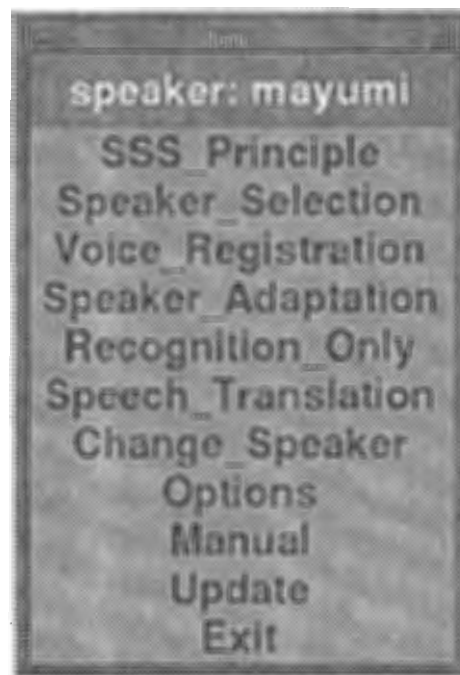 speaker: mayumi
SSS_Principle
Speaker_Selection
Voice_Registration
Speaker_Adaptation
Recognition_Only
Speech_Translation
Change_Speaker
Options
Manual
Update
Exit